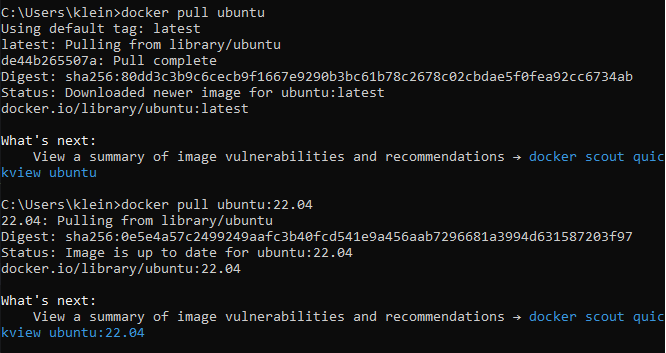 C:\Users\klein>docker pull ubuntu
Using default tag: latest
latest: Pulling from library/ubuntu
de44b265507a: Pull complete
Digest: sha256:80dd3c3b9c6cecb9f1667e9290b3bc61b78c2678c02cbdae5f0fea92cc6734ab
Status: Downloaded newer image for ubuntu:latest
docker.io/library/ubuntu:latest
What's next:
    View a summary of image vulnerabilities and recommendations → docker scout quic
kview ubuntu
C:\Users\klein>docker pull ubuntu:22.04
22.04: Pulling from library/ubuntu
Digest: sha256:0e5e4a57c2499249aafc3b40fcd541e9a456aab7296681a3994d631587203f97
Status: Image is up to date for ubuntu:22.04
docker.io/library/ubuntu:22.04
What's next:
    View a summary of image vulnerabilities and recommendations → docker scout quic
kview ubuntu:22.04